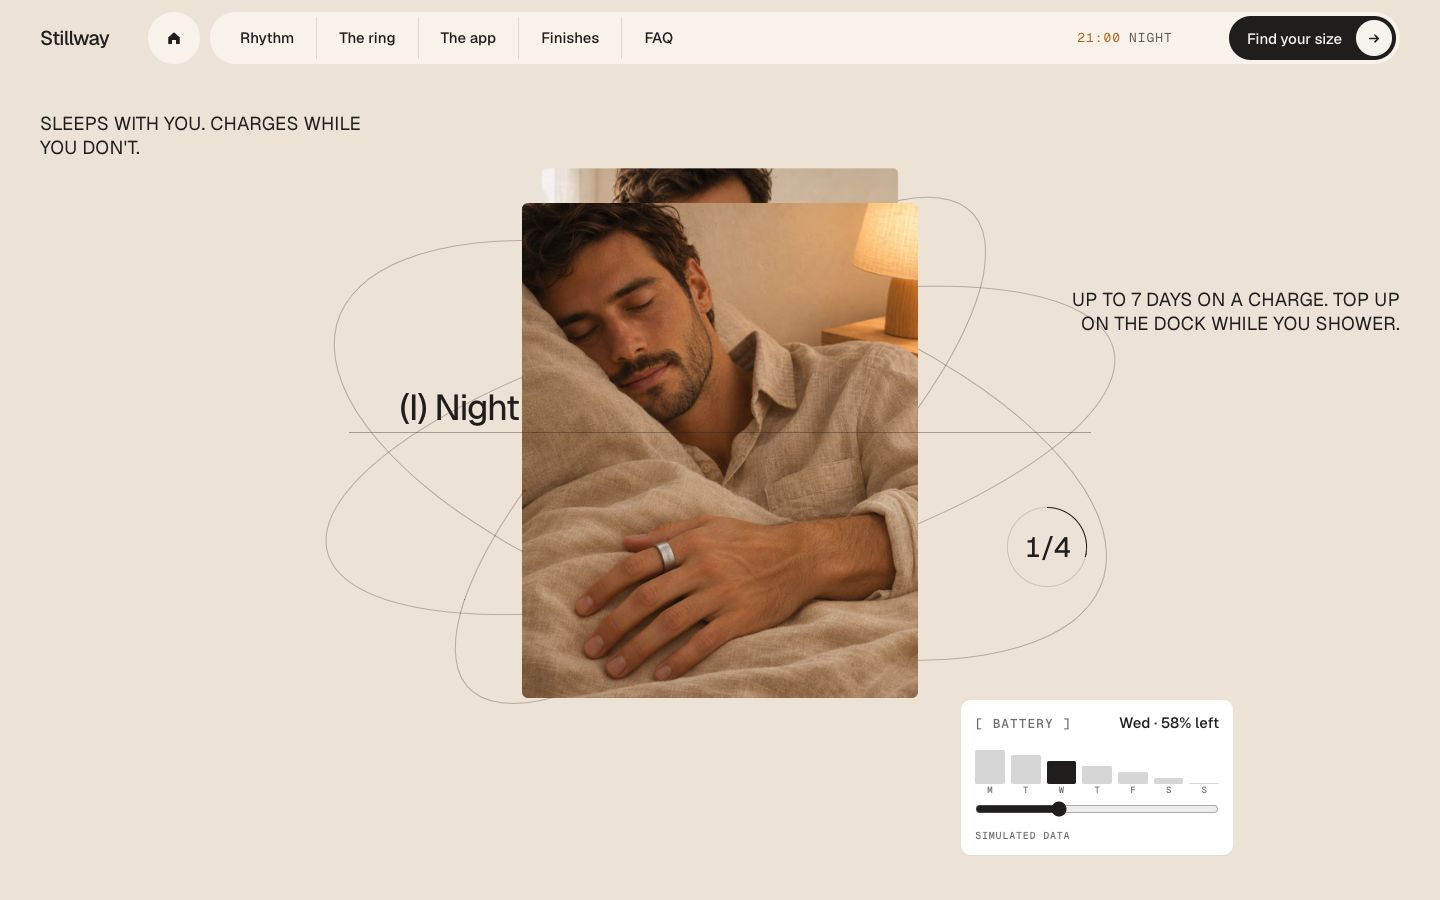 Stillway
Rhythm
The ring
The app
Finishes
FAQ
21:00 NIGHT
Find your size
SLEEPS WITH YOU. CHARGES WHILE
YOU DON'T.
UP TO 7 DAYS ON A CHARGE. TOP UP
ON THE DOCK WHILE YOU SHOWER.
(I) Night
1/4
[ BATTERY ]
Wed · 58% left
M T W T F S S
SIMULATED DATA